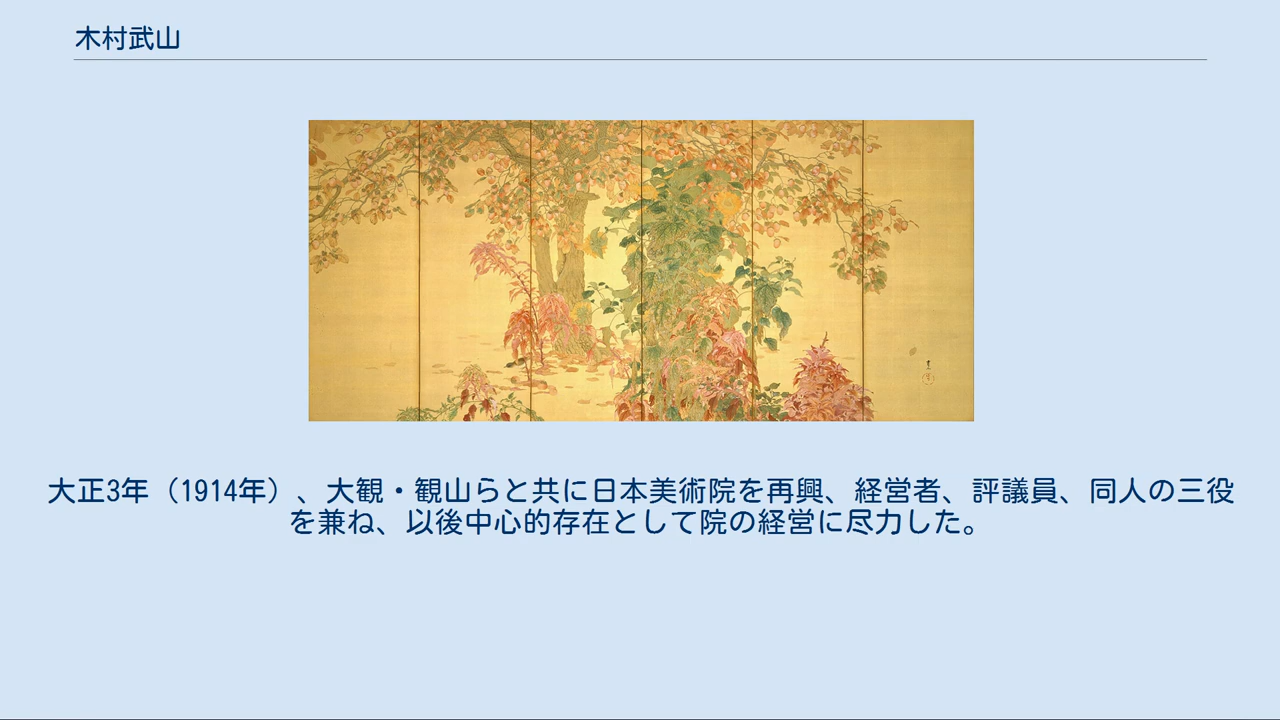 木村武山
大正3年（1914年）、大観・観山らと共に日本美術院を再興、経営者、評議員、同人の三役
を兼ね、以後中心的存在として院の経営に尽力した。